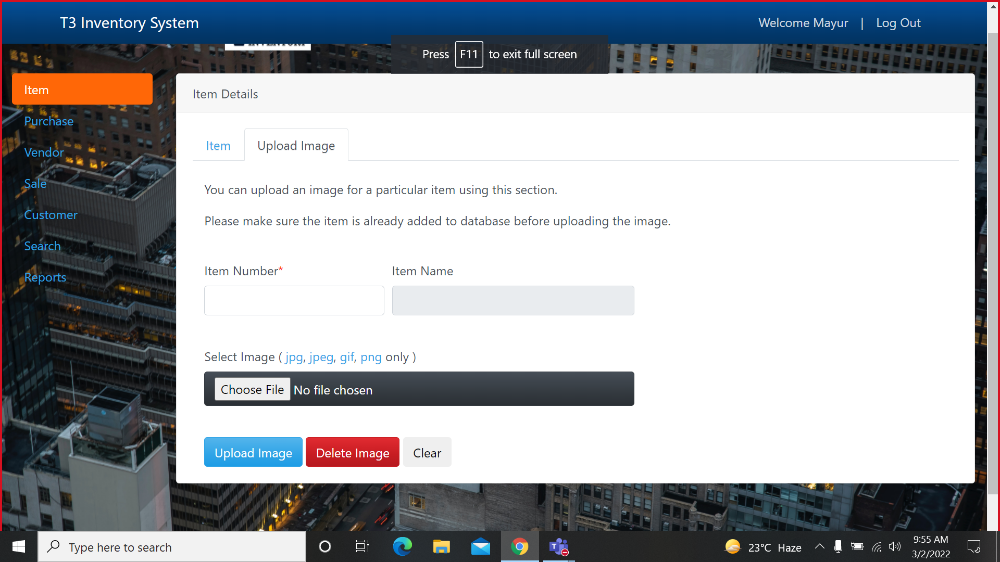 T3 Inventory System
Welcome Mayur | Log Out
Press F11 to exit full screen
Item
Purchase
Vendor
Sale
Customer
Search
Reports
Item Details
Item Upload Image
You can upload an image for a particular item using this section.
Please make sure the item is already added to database before uploading the image.
Item Number* Item Name
Select Image ( jpg, jpeg, gif, png only )
Choose File No file chosen
Upload Image Delete Image Clear
Type here to search
23°C Haze
9:55 AM
3/2/2022